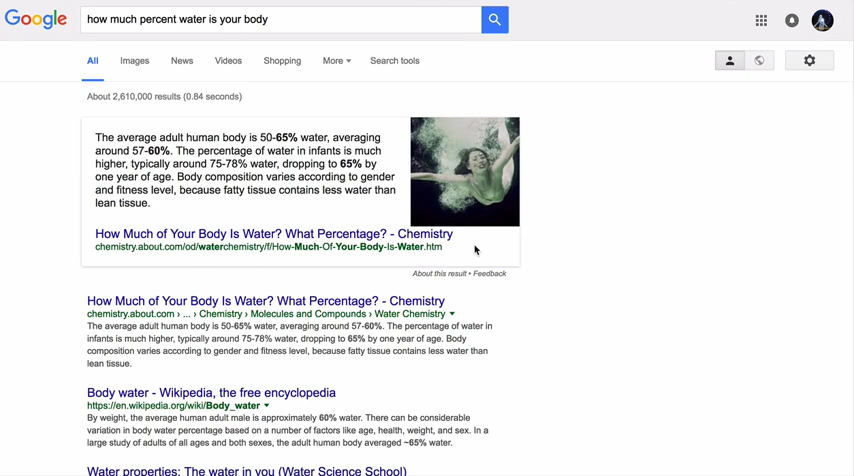 Google
how much percent water is your body
All Images News Videos Shopping More Search tools
About 2,610,000 results (0.84 seconds)
The average adult human body is 50-65% water, averaging
around 57-60%. The percentage of water in infants is much
higher, typically around 75-78% water, dropping to 65% by
one year of age. Body composition varies according to gender
and fitness level, because fatty tissue contains less water than
lean tissue.
How Much of Your Body Is Water? What Percentage? - Chemistry
chemistry.about.com/od/waterchemistry/f/How-Much-Of-Your-Body-Is-Water.htm
About this result • Feedback
How Much of Your Body Is Water? What Percentage? - Chemistry
chemistry.about.com › ... › Chemistry › Molecules and Compounds › Water Chemistry
The average adult human body is 50-65% water, averaging around 57-60%. The percentage of water in
infants is much higher, typically around 75-78% water, dropping to 65% by one year of age. Body
composition varies according to gender and fitness level, because fatty tissue contains less water than
lean tissue.
Body water - Wikipedia, the free encyclopedia
https://en.wikipedia.org/wiki/Body_water
By weight, the average human adult male is approximately 60% water. There can be considerable
variation in body water percentage based on a number of factors like age, health, weight, and sex. In a
large study of adults of all ages and both sexes, the adult human body averaged ~65% water.
Water properties: The water in you (Water Science School)